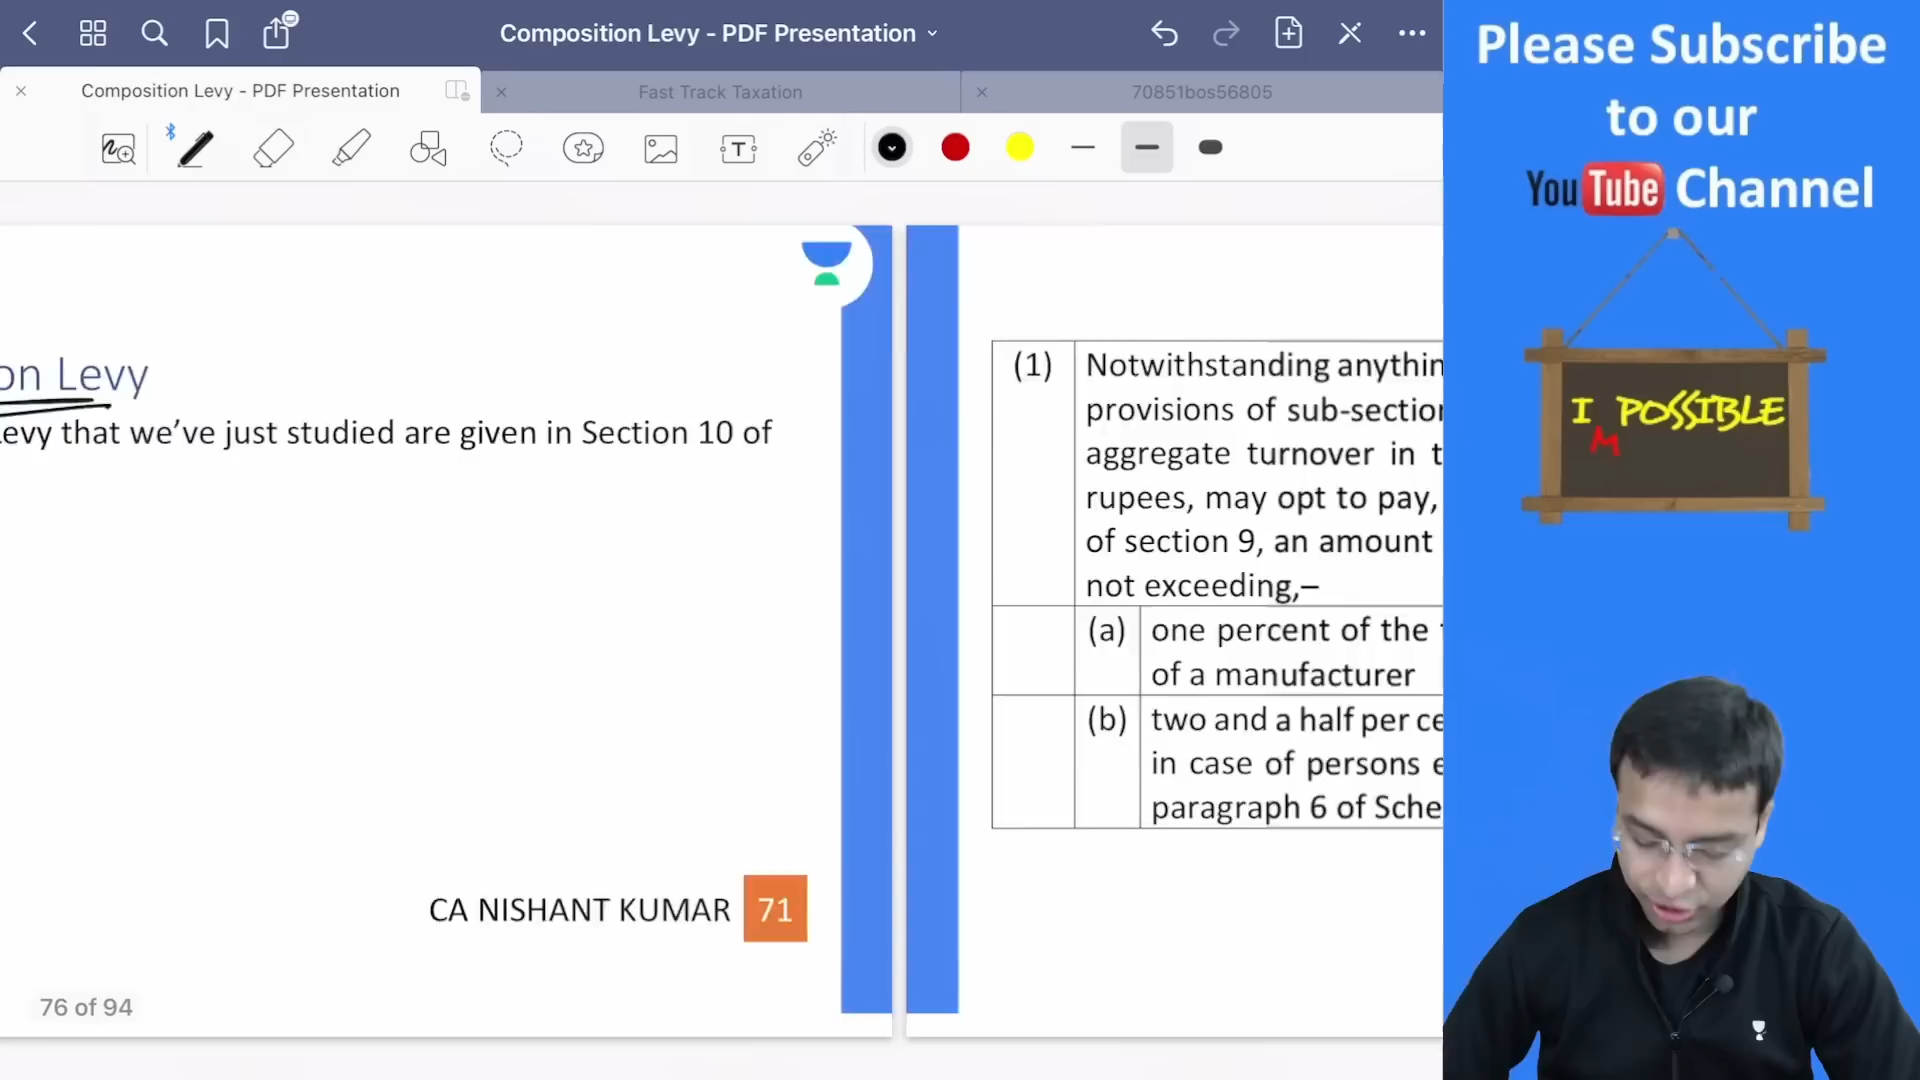 Composition Levy - PDF Presentation
Composition Levy - PDF Presentation
Fast Track Taxation
70851bos56805
T
on Levy
Levy that we've just studied are given in Section 10 of
CA NISHANT KUMAR 71
76 of 94
(1) Notwithstanding anythin
provisions of sub-section
aggregate turnover in t
rupees, may opt to pay,
of section 9, an amount
not exceeding,–
(a) one percent of the
of a manufacturer
(b) two and a half per ce
in case of persons e
paragraph 6 of Sche
Please Subscribe
to our
YouTube Channel
I POSSIBLE
M